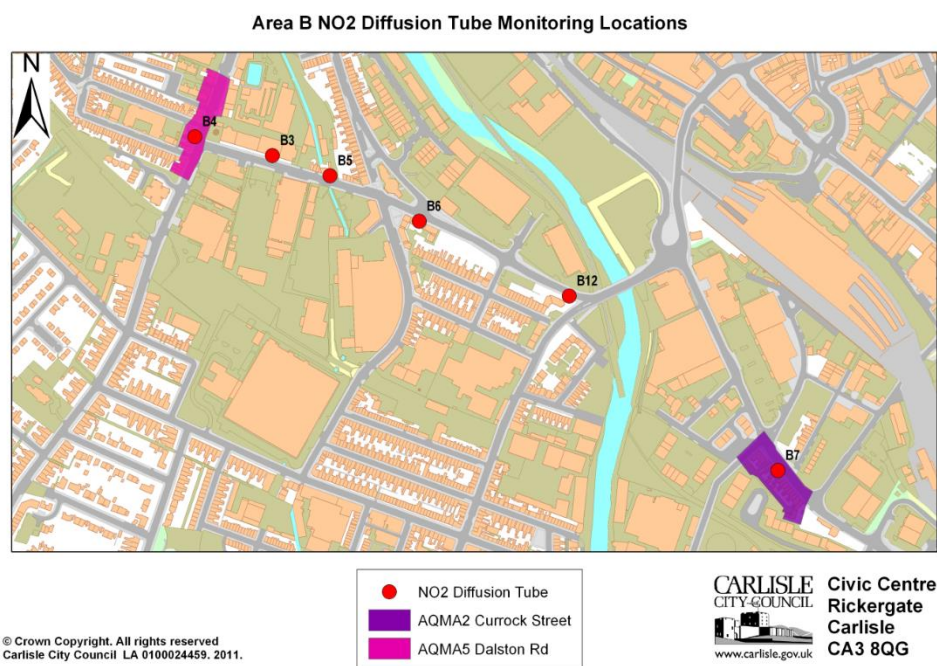 Area B NO2 Diffusion Tube Monitoring Locations
N
B4
B3
B5
B6
B12
B7
NO2 Diffusion Tube
AQMA2 Currock Street
AQMA5 Dalston Rd
© Crown Copyright. All rights reserved
Carlisle City Council LA 0100024459. 2011.
CARLISLE
CITY COUNCIL
www.carlisle.gov.uk
Civic Centre
Rickergate
Carlisle
CA3 8QG